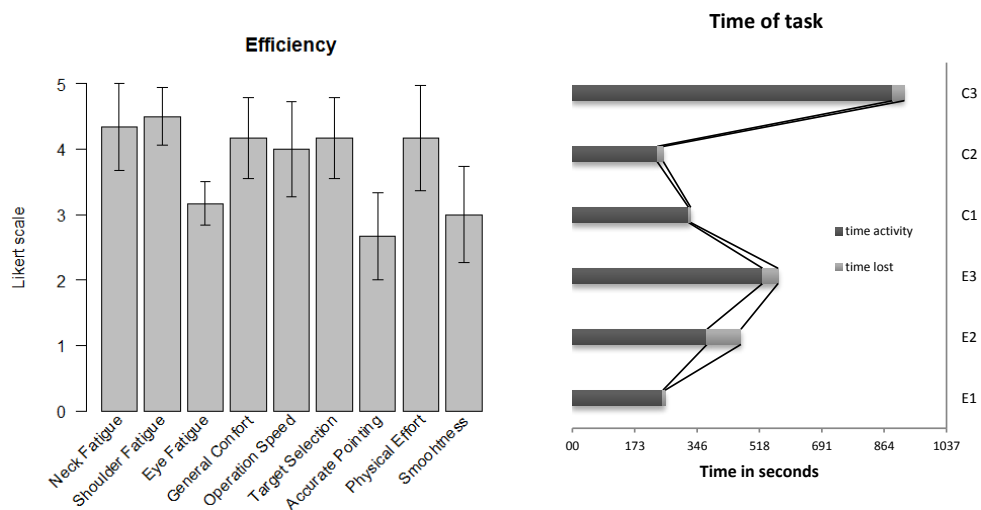 Efficiency
Likert scale
5
4
3
2
1
0
Neck Fatigue
Shoulder Fatigue
Eye Fatigue
General Confort
Operation Speed
Target Selection
Accurate Pointing
Physical Effort
Smoohtness
Time of task
C3
C2
C1
E3
E2
E1
time activity
time lost
00 173 346 518 691 864 1037
Time in seconds